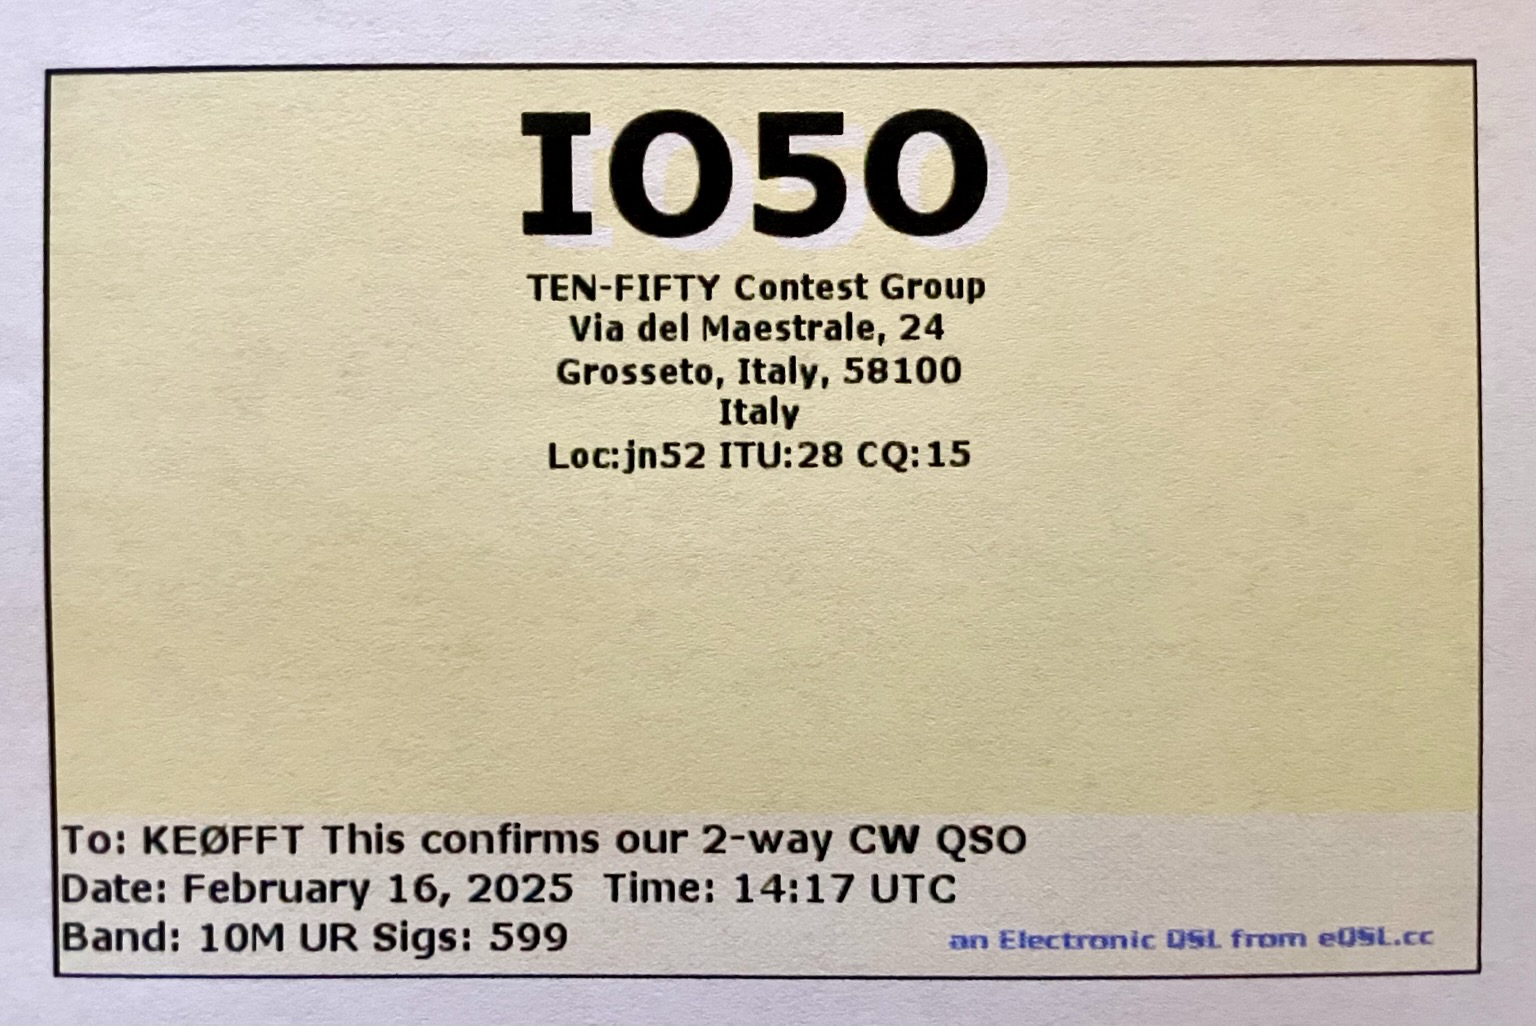 IO5O
TEN-FIFTY Contest Group
Via del Maestrale, 24
Grosseto, Italy, 58100
Italy
Loc:jn52 ITU:28 CQ:15
To: KEØFFT This confirms our 2-way CW QSO
Date: February 16, 2025 Time: 14:17 UTC
Band: 10M UR Sigs: 599
an Electronic QSL from eQSL.cc